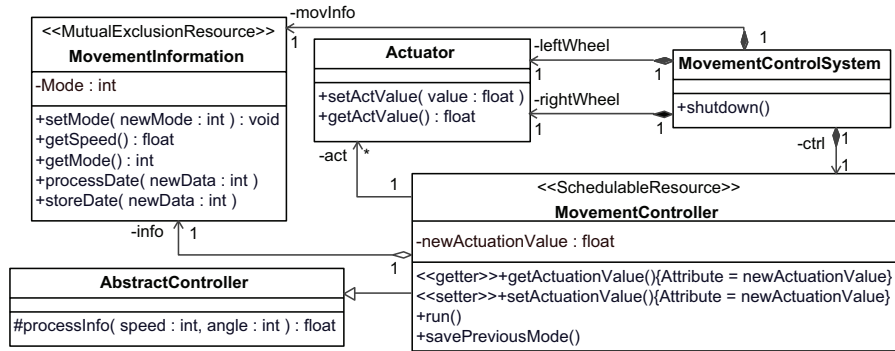 <<MutualExclusionResource>>
MovementInformation
-Mode : int
+setMode( newMode : int ) : void
+getSpeed() : float
+getMode() : int
+processDate( newData : int )
+storeDate( newData : int )
-movInfo
1
1
Actuator
+setActValue( value : float )
+getActValue() : float
-leftWheel
1
1
-rightWheel
1
1
MovementControlSystem
+shutdown()
-ctrl
1
1
-act
*
1
<<SchedulableResource>>
MovementController
-newActuationValue : float
<<getter>>+getActuationValue(){Attribute = newActuationValue}
<<setter>>+setActuationValue(){Attribute = newActuationValue}
+run()
+savePreviousMode()
-info
1
1
AbstractController
#processInfo( speed : int, angle : int ) : float